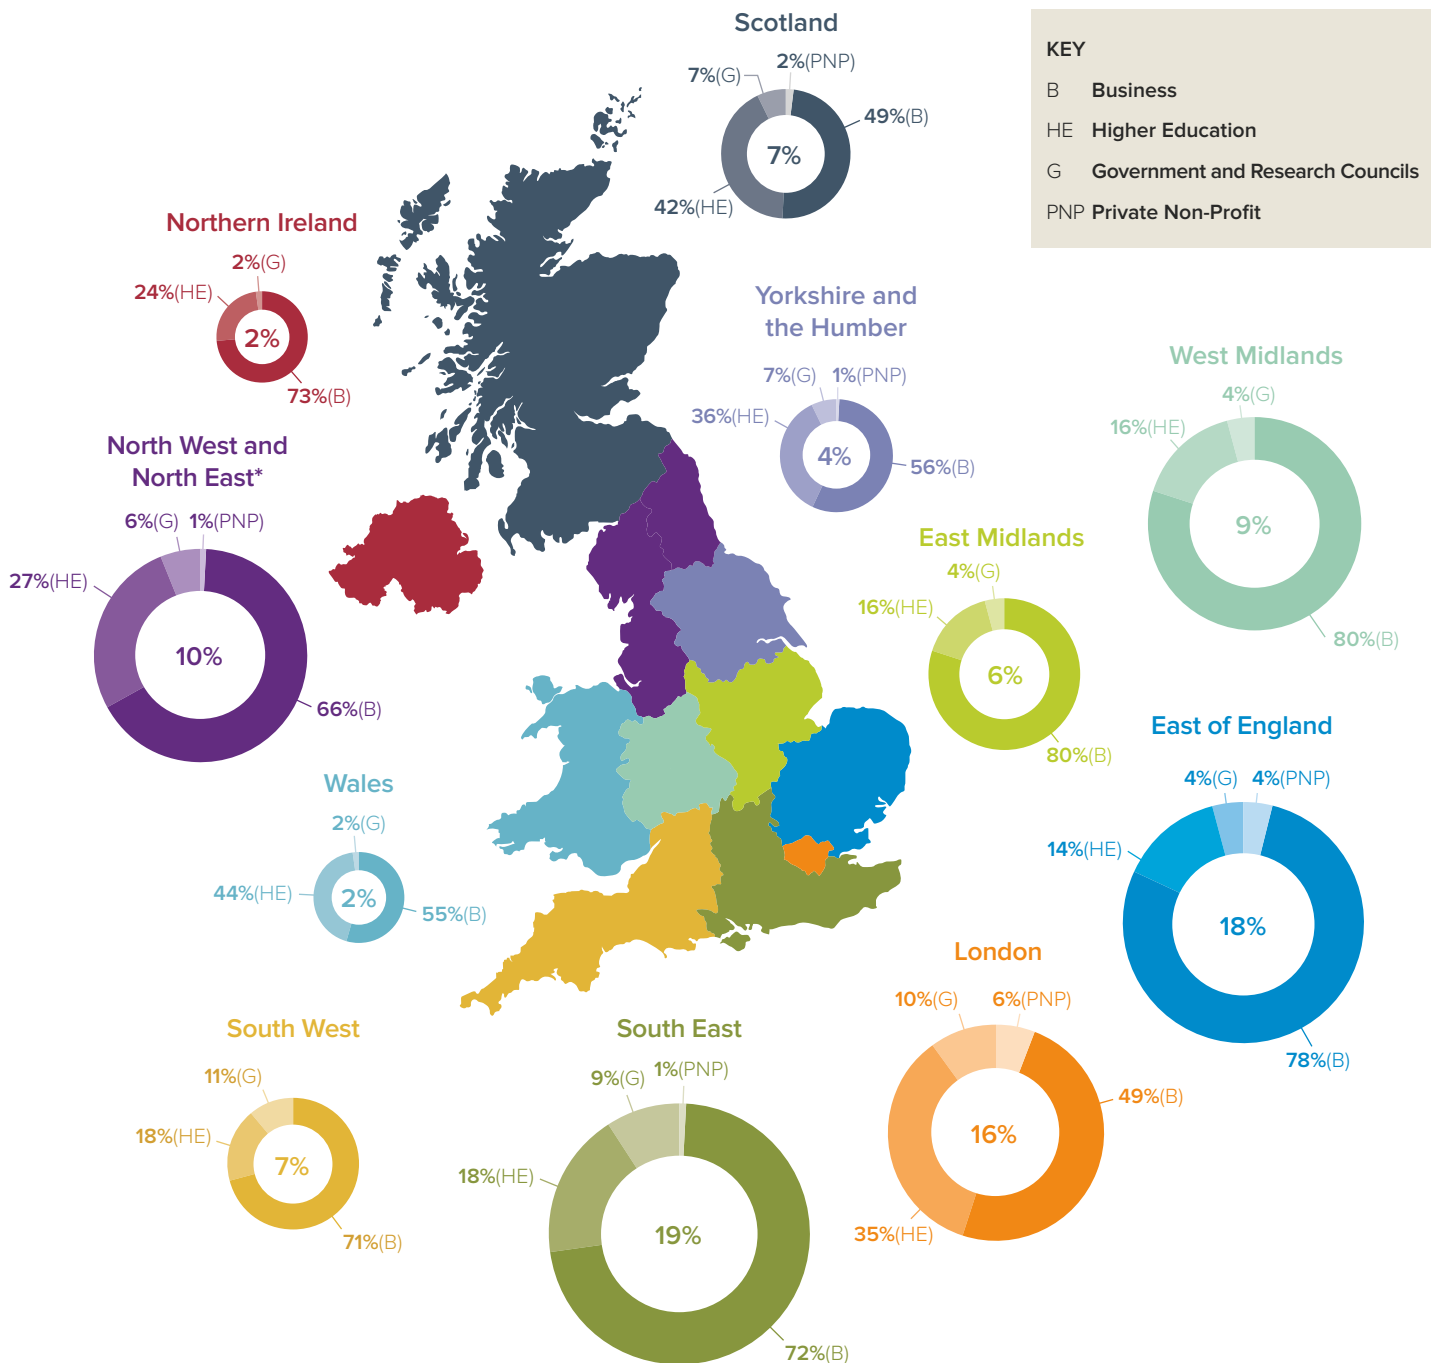 Scotland
7%(G)
2%(PNP)
49%(B)
7%
42%(HE)
KEY
B Business
HE Higher Education
G Government and Research Councils
PNP Private Non-Profit
Northern Ireland
2%(G)
24%(HE)
2%
73%(B)
Yorkshire and
the Humber
7%(G)
1%(PNP)
36%(HE)
4%
56%(B)
West Midlands
4%(G)
16%(HE)
9%
80%(B)
North West and
North East*
6%(G)
1%(PNP)
27%(HE)
10%
66%(B)
East Midlands
4%(G)
16%(HE)
6%
80%(B)
East of England
4%(G)
4%(PNP)
14%(HE)
18%
78%(B)
Wales
2%(G)
44%(HE)
2%
55%(B)
London
10%(G)
6%(PNP)
49%(B)
16%
35%(HE)
South West
11%(G)
18%(HE)
7%
71%(B)
South East
9%(G)
1%(PNP)
18%(HE)
19%
72%(B)